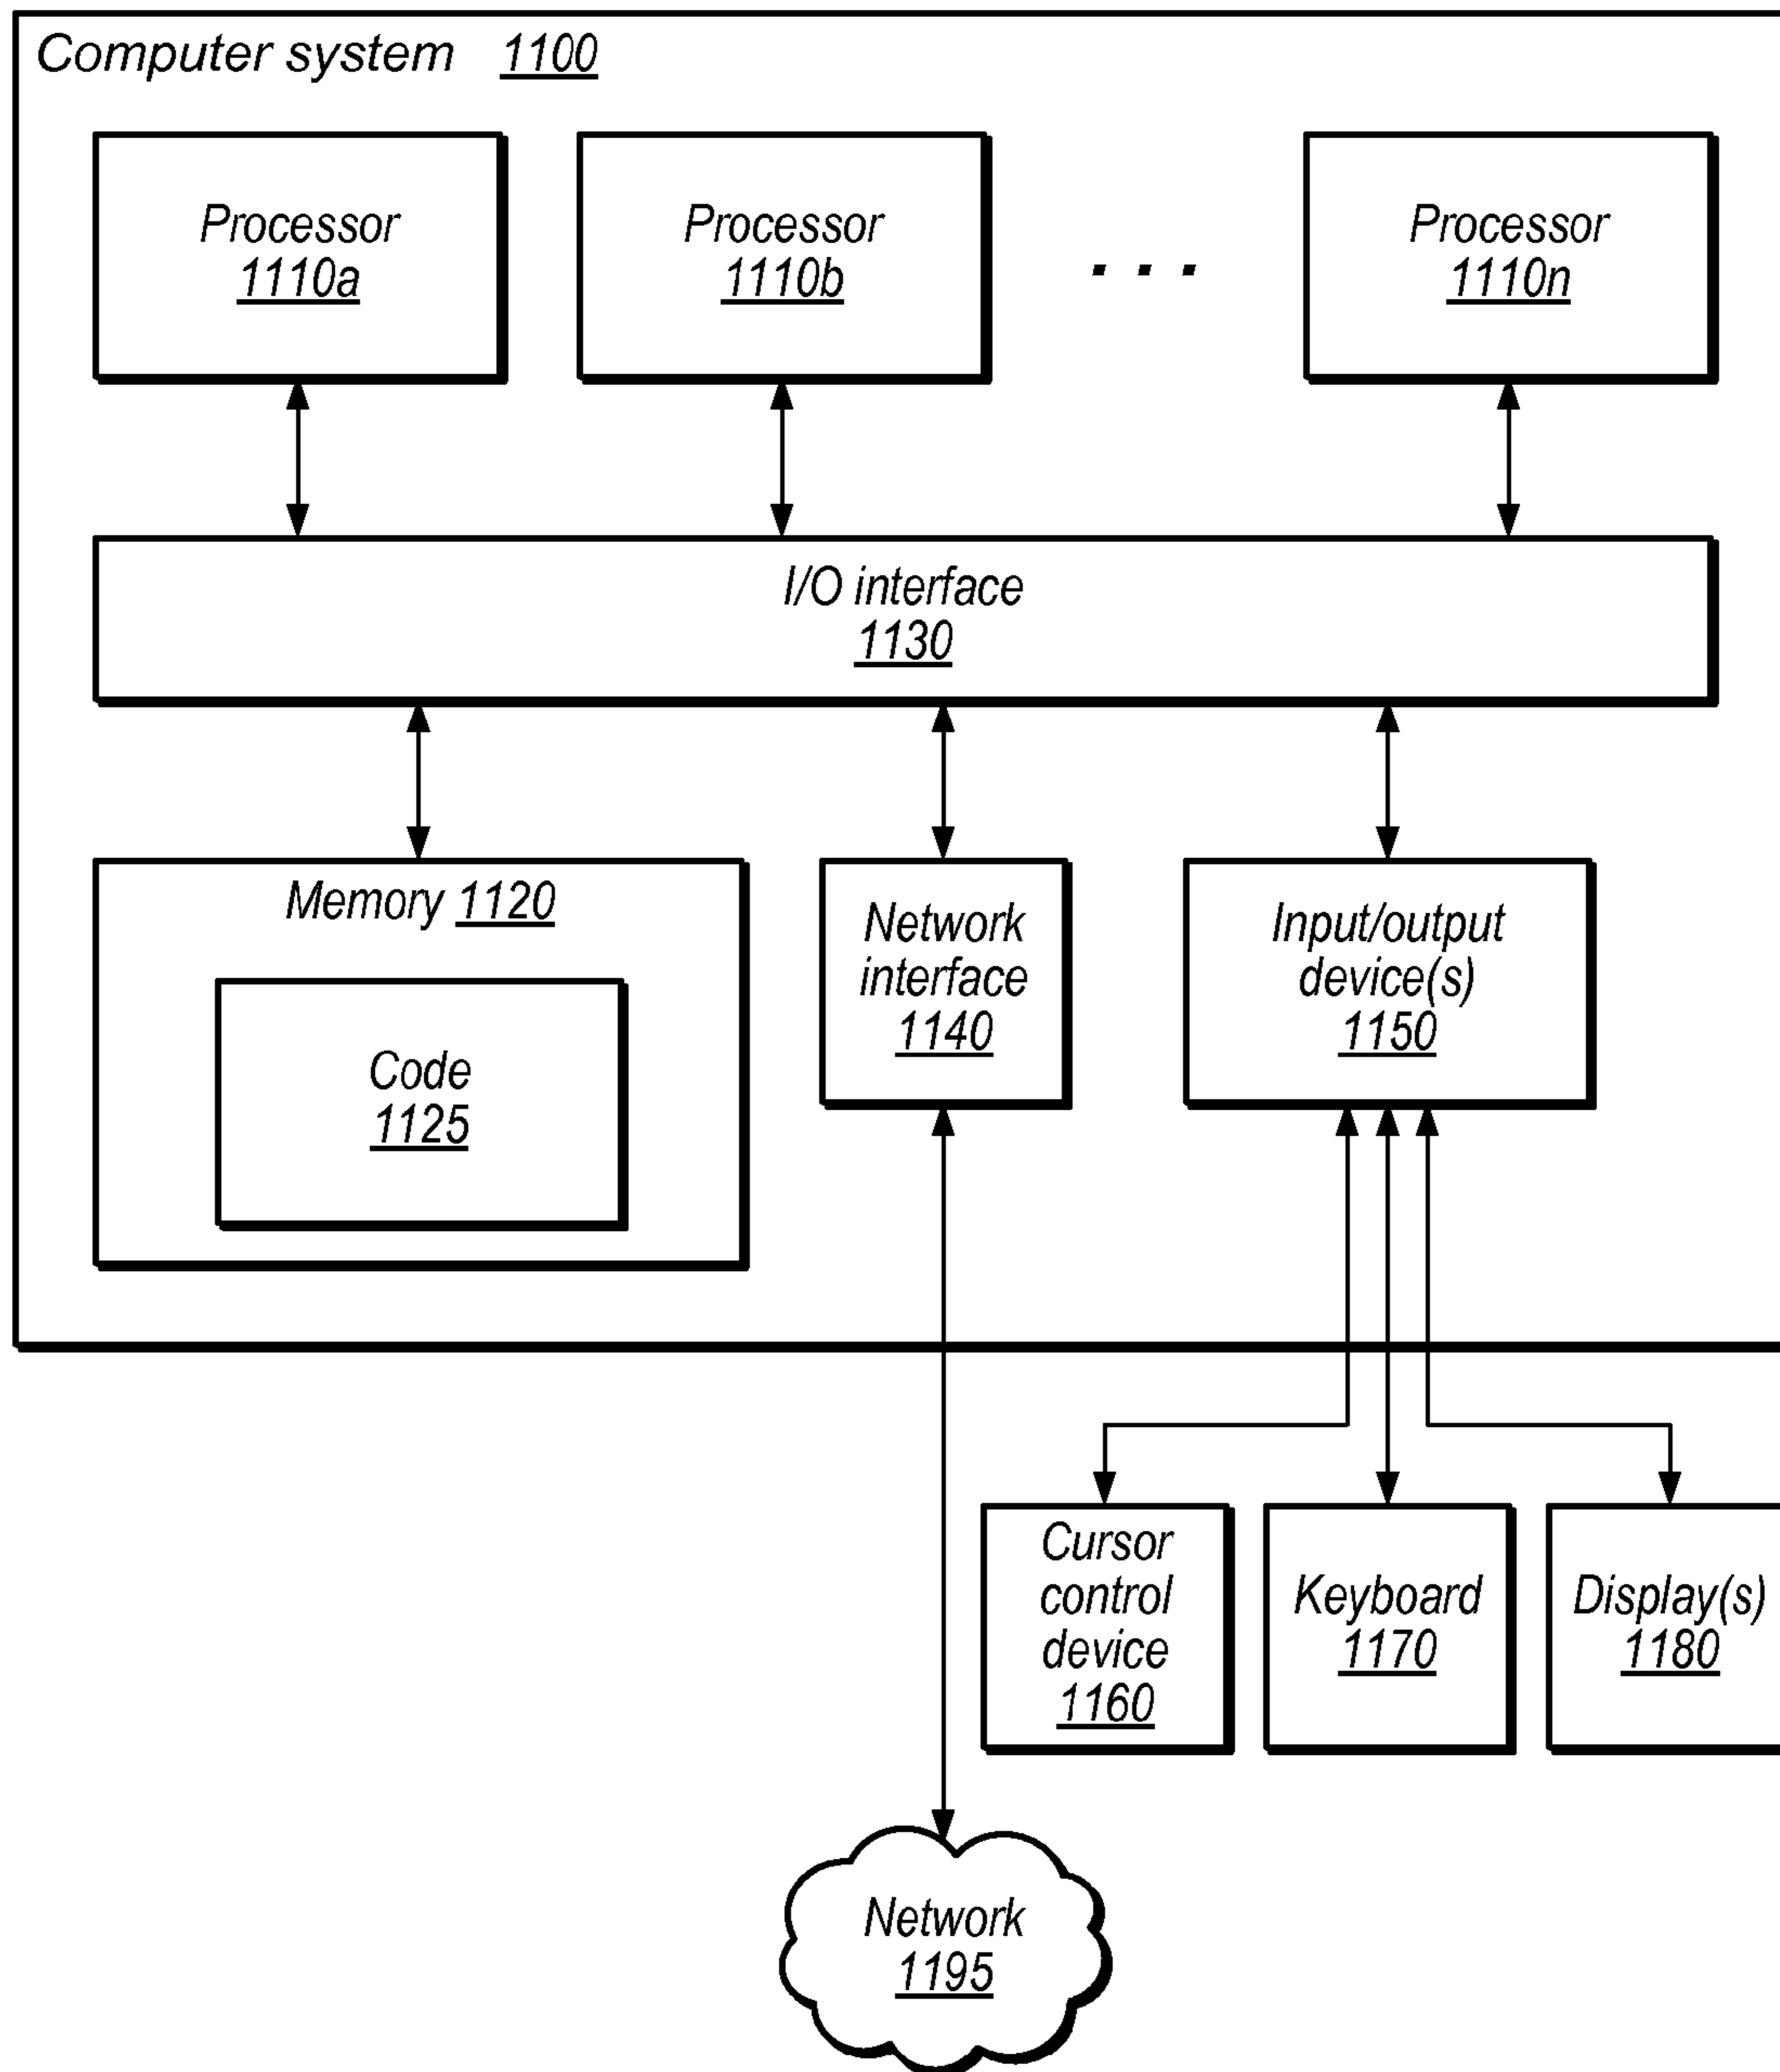 Computer system 1100
Processor
1110a
Processor
1110b
. . .
Processor
1110n
I/O interface
1130
Memory 1120
Code
1125
Network
interface
1140
Input/output
device(s)
1150
Cursor
control
device
1160
Keyboard
1170
Display(s)
1180
Network
1195